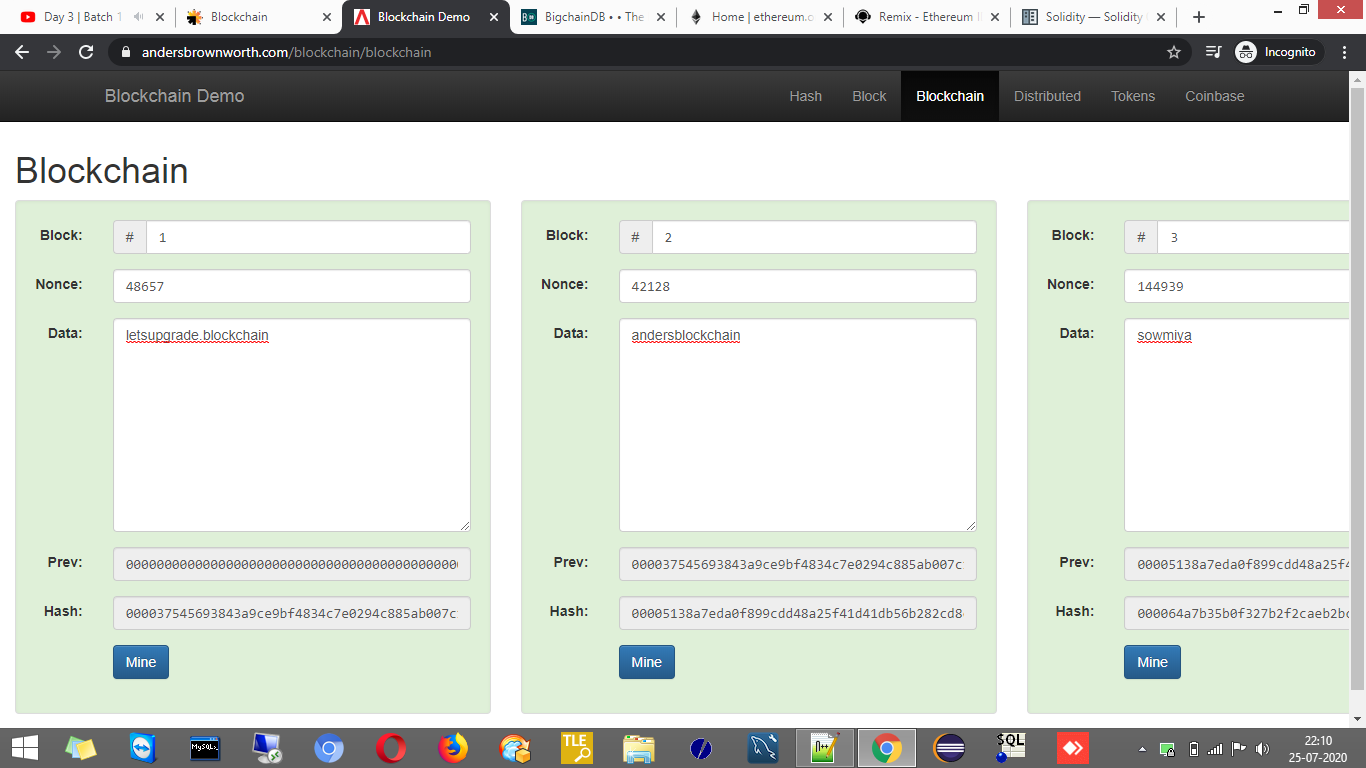 Day 3 | Batch
Blockchain
Blockchain Demo
BigchainDB • • The
Home | ethereum.o
Remix - Ethereum
Solidity — Solidity
andersbrownworth.com/blockchain/blockchain
Incognito
Blockchain Demo
Hash
Block
Blockchain
Distributed
Tokens
Coinbase
Blockchain
Block: # 1
Nonce: 48657
Data: letsupgrade.blockchain
Prev: 
Hash: 000037545693843a9ce9bf4834c7e0294c885ab007c
Mine
Block: # 2
Nonce: 42128
Data: andersblockchain
Prev: 000037545693843a9ce9bf4834c7e0294c885ab007c
Hash: 00005138a7eda0f899cdd48a25f41d41db56b282cd8
Mine
Block: # 3
Nonce: 144939
Data: sowmiya
Prev: 00005138a7eda0f899cdd48a25f4
Hash: 000064a7b35b0f327b2f2caeb2b
Mine
MySQL
TLE
N++
SQL
22:10
25-07-2020